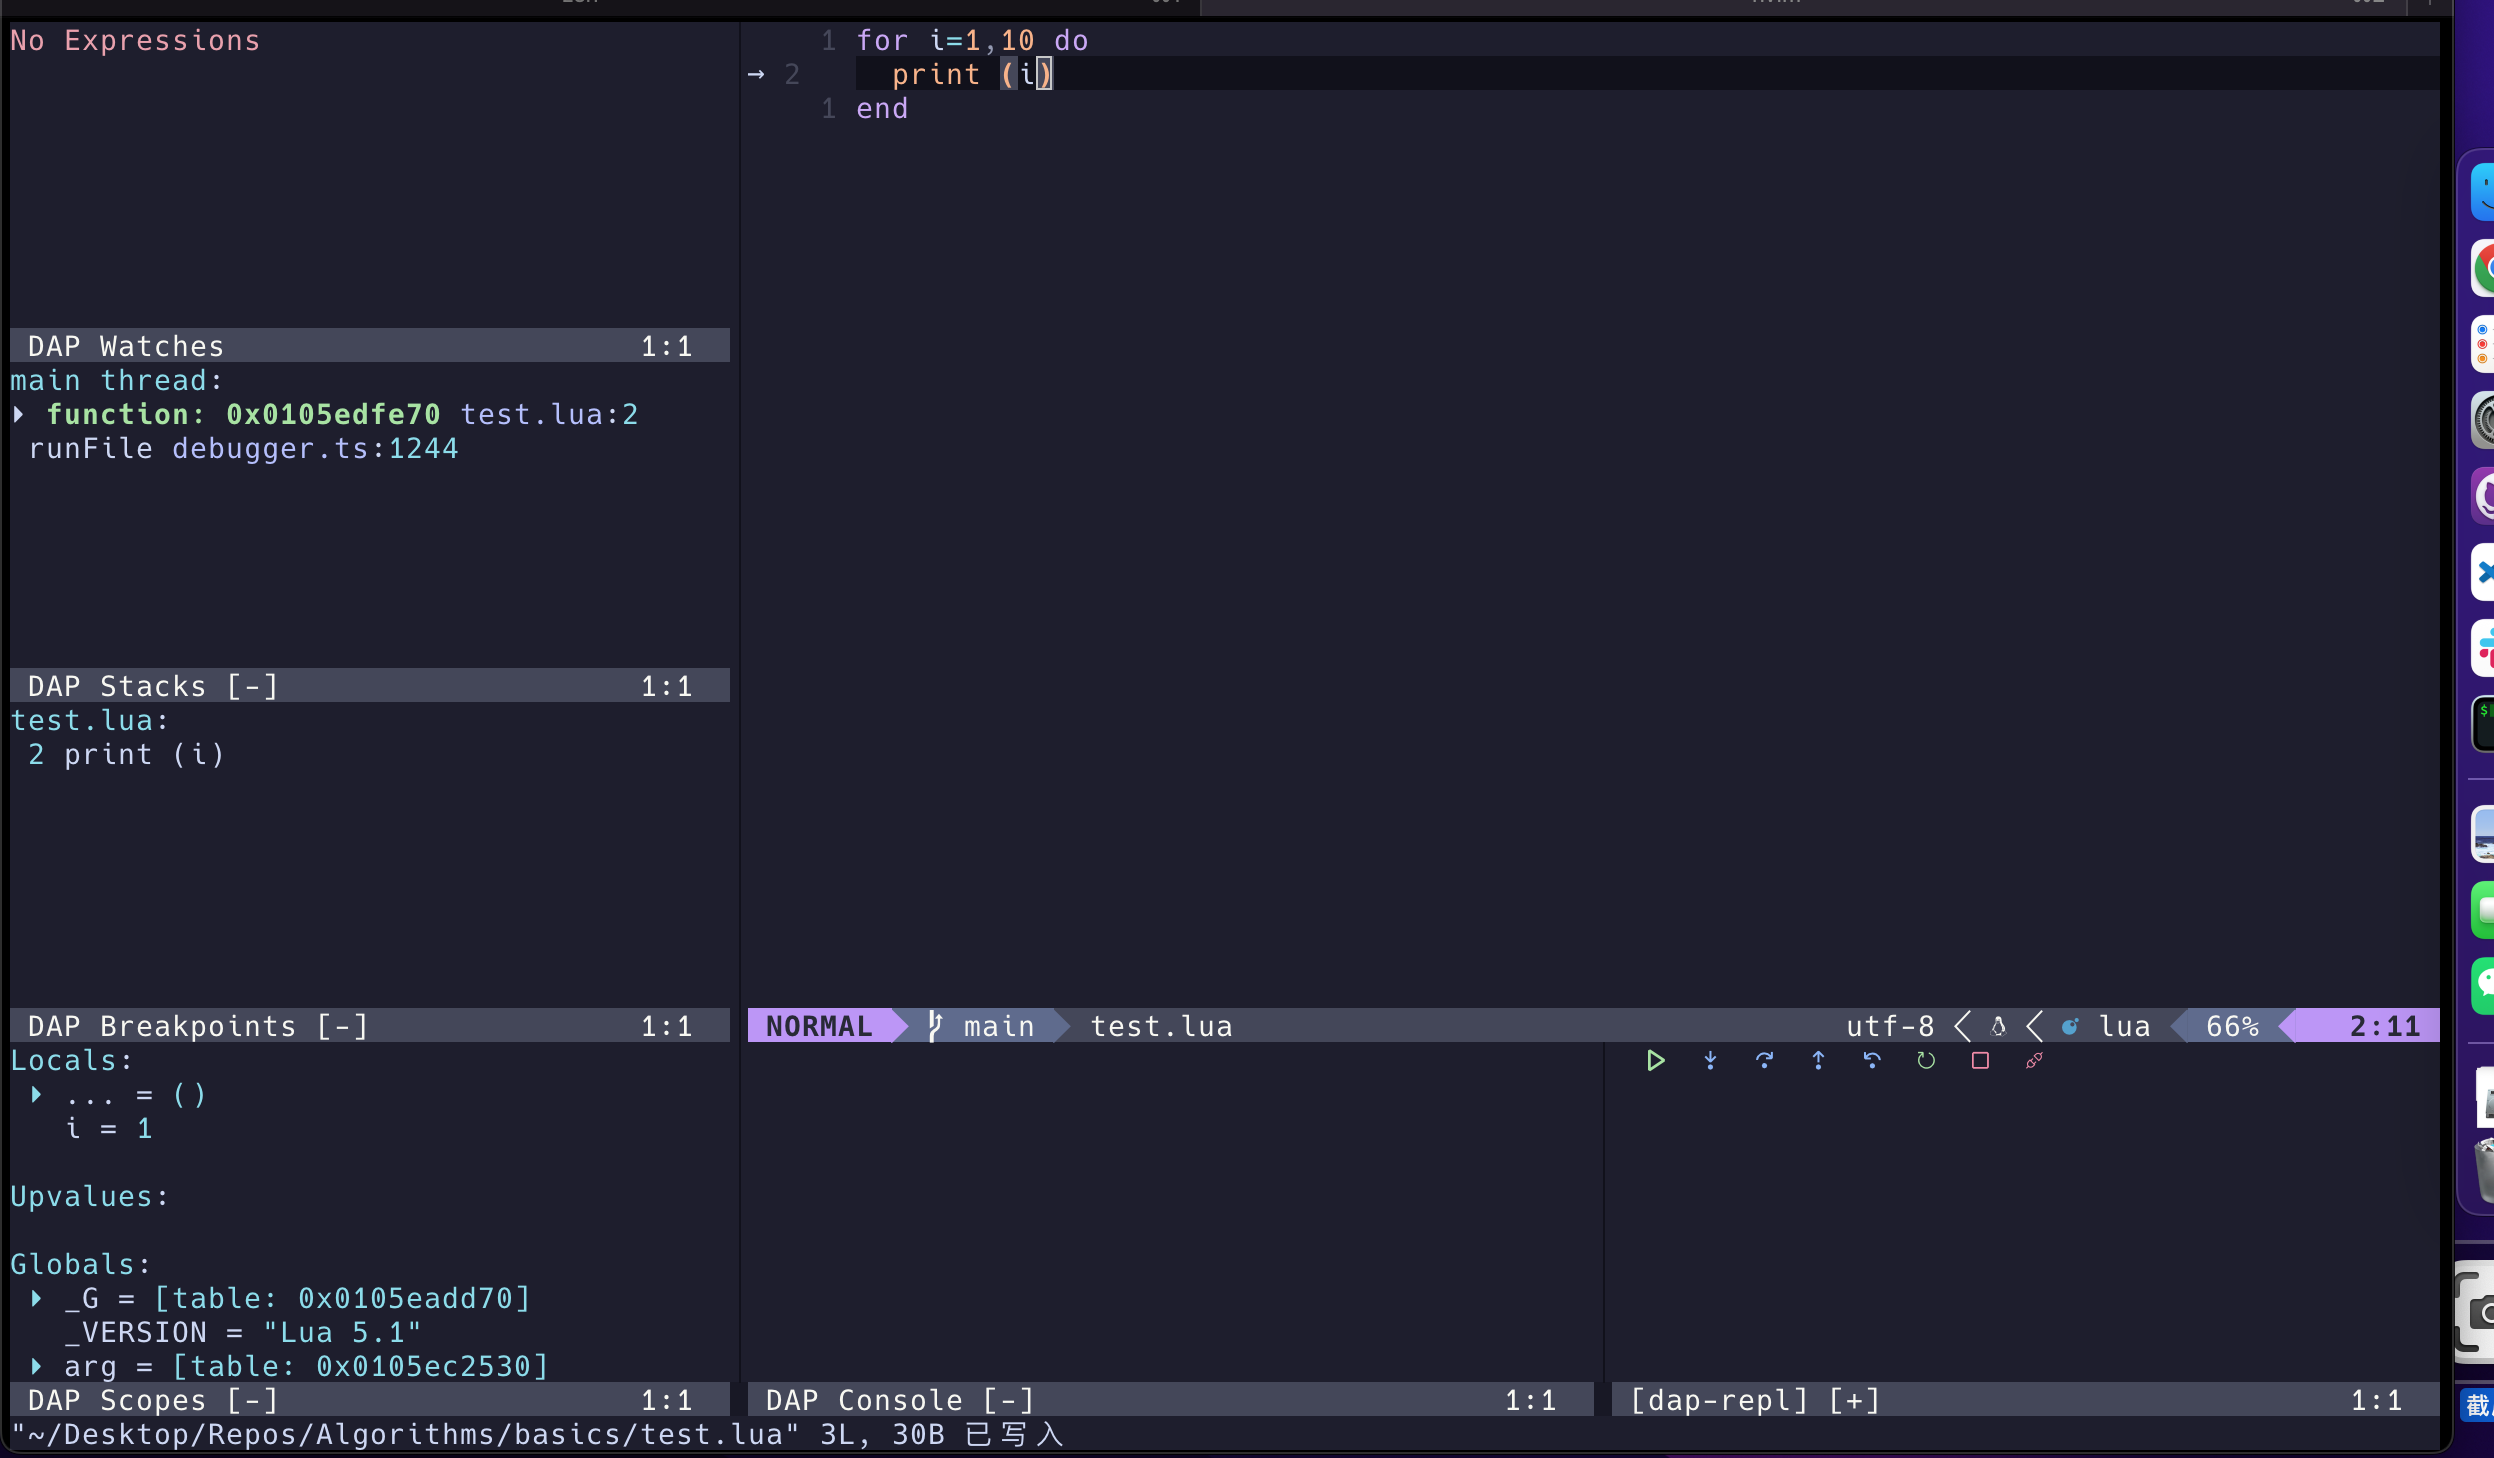 No Expressions
DAP Watches 1:1
main thread:
function: 0x0105edfe70 test.lua:2
runFile debugger.ts:1244
DAP Stacks [-] 1:1
test.lua:
2 print (i)
DAP Breakpoints [-] 1:1
Locals:
... = ()
i = 1
Upvalues:
Globals:
_G = [table: 0x0105eadd70]
_VERSION = "Lua 5.1"
arg = [table: 0x0105ec2530]
DAP Scopes [-] 1:1
1 for i=1,10 do
→ 2 print (i)
1 end
NORMAL main test.lua utf-8 lua 66% 2:11
DAP Console [-] 1:1
[dap-repl] [+] 1:1
"~/Desktop/Repos/Algorithms/basics/test.lua" 3L, 30B 已写入
$
截